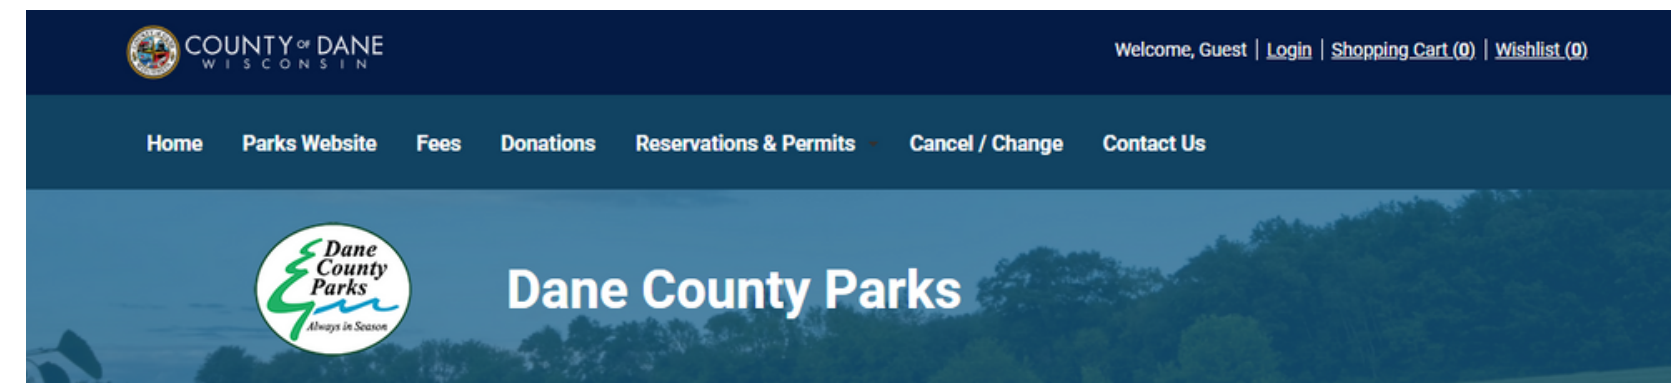 COUNTY OF DANE
WISCONSIN
Welcome, Guest | Login | Shopping Cart (0) | Wishlist (0)
Home Parks Website Fees Donations Reservations & Permits Cancel / Change Contact Us
Dane
County
Parks
Always in Season
Dane County Parks